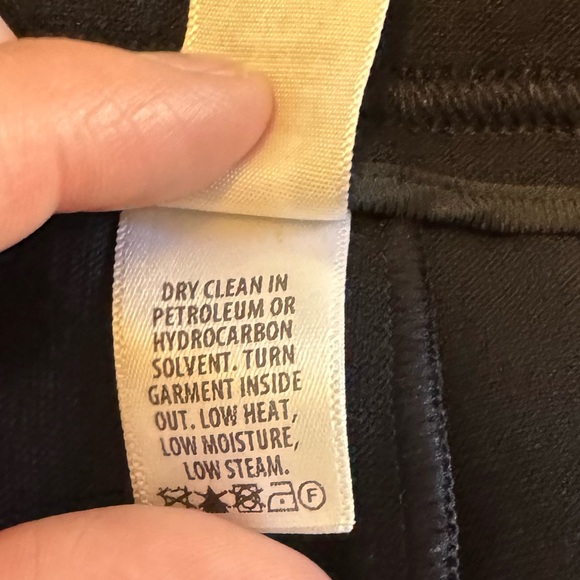 DRY CLEAN IN
PETROLEUM OR
HYDROCARBON
SOLVENT. TURN
GARMENT INSIDE
OUT. LOW HEAT,
LOW MOISTURE,
LOW STEAM.
F